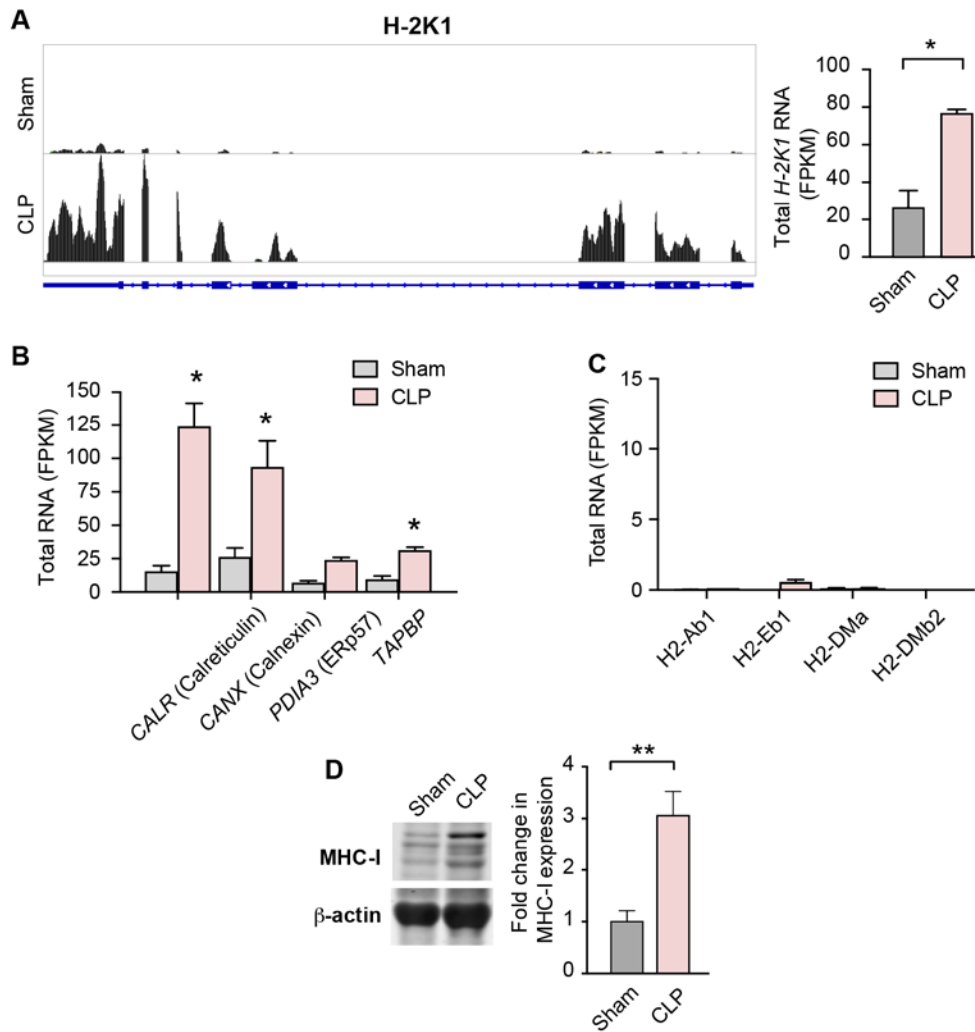 A
H-2K1
Sham
CLP
Total H-2K1 RNA
(FPKM)
100
80
60
40
20
0
*
Sham
CLP
B
Sham
CLP
Total RNA (FPKM)
150
125
100
75
50
25
0
*
*
*
CALR (Calreticulin)
CANX (Calnexin)
PDIA3 (ERp57)
TAPBP
C
Sham
CLP
Total RNA (FPKM)
15
10
5
0
H2-Ab1
H2-Eb1
H2-DMa
H2-DMb2
D
Sham
CLP
MHC-I
β-actin
Fold change in
MHC-I expression
4
3
2
1
0
**
Sham
CLP